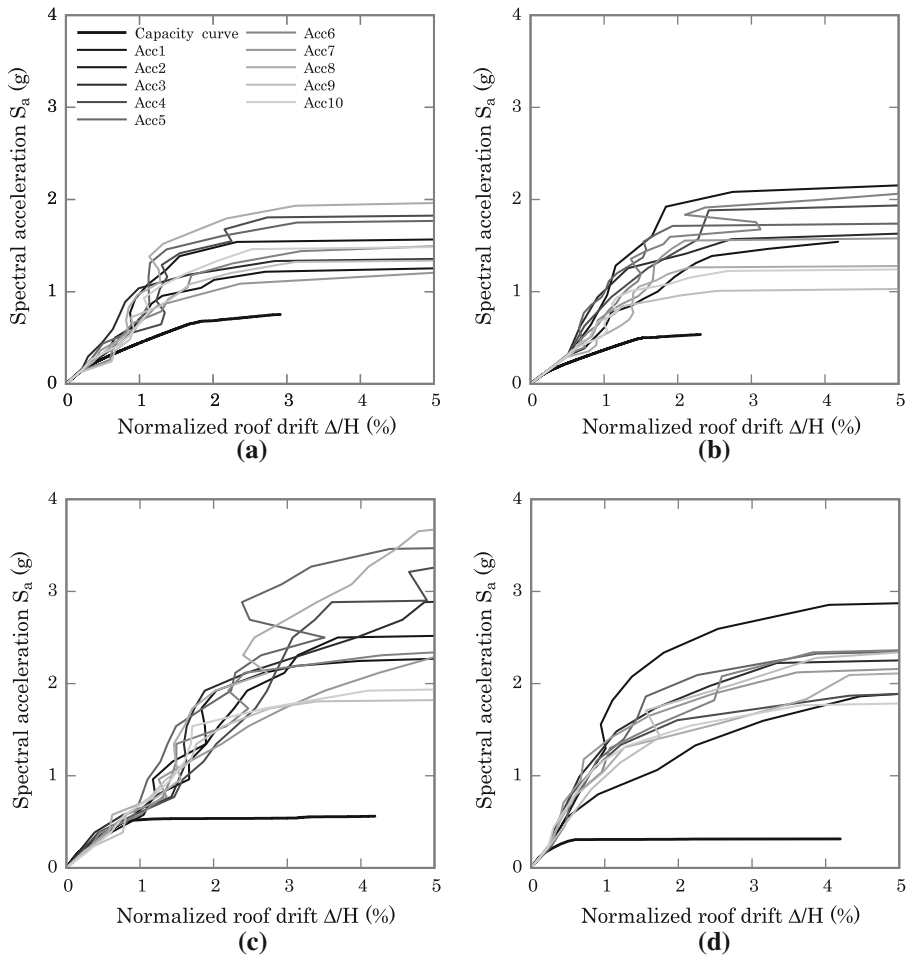 4
3
2
1
0
Spectral acceleration Sa (g)
Capacity curve
Acc1
Acc2
Acc3
Acc4
Acc5
Acc6
Acc7
Acc8
Acc9
Acc10
0 1 2 3 4 5
Normalized roof drift Δ/H (%)
(a)
4
3
2
1
0
Spectral acceleration Sa (g)
0 1 2 3 4 5
Normalized roof drift Δ/H (%)
(b)
4
3
2
1
0
Spectral acceleration Sa (g)
0 1 2 3 4 5
Normalized roof drift Δ/H (%)
(c)
4
3
2
1
0
Spectral acceleration Sa (g)
0 1 2 3 4 5
Normalized roof drift Δ/H (%)
(d)